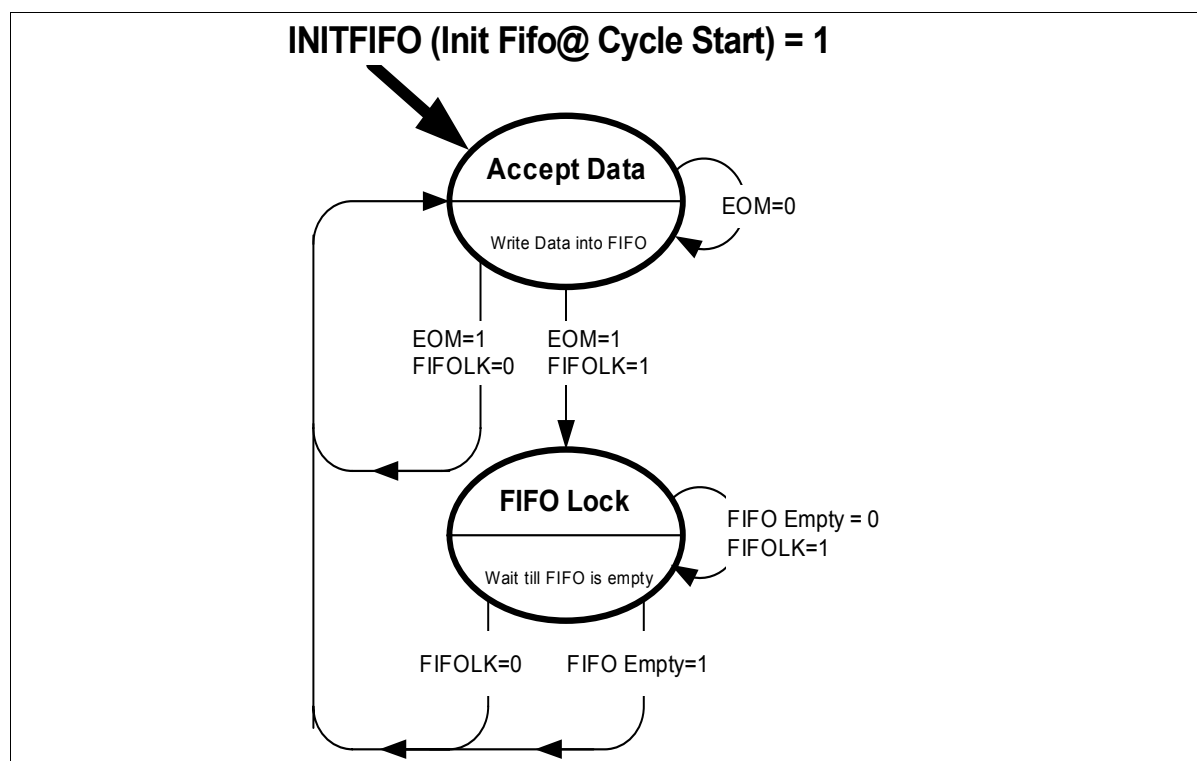 INITFIFO (Init Fifo@ Cycle Start) = 1
Accept Data
EOM=0
Write Data into FIFO
EOM=1
FIFOLK=0
EOM=1
FIFOLK=1
FIFO Lock
FIFO Empty = 0
FIFOLK=1
Wait till FIFO is empty
FIFOLK=0
FIFO Empty=1